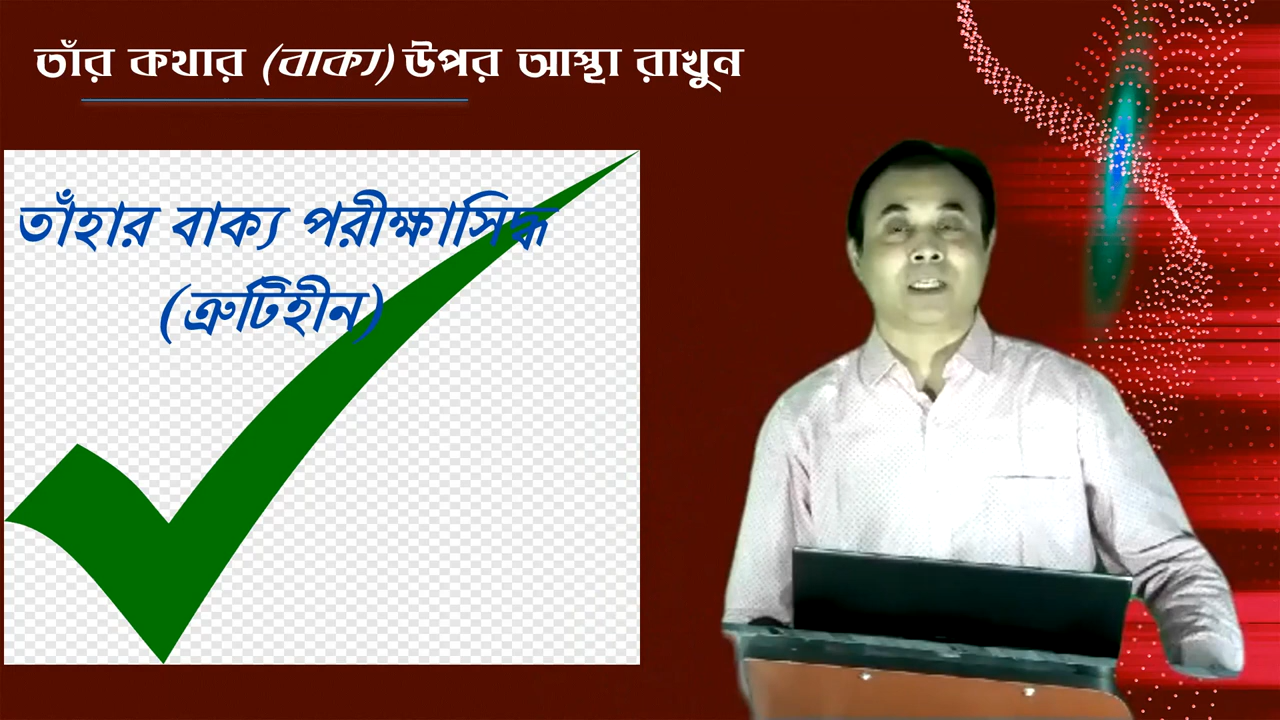 তাঁর কথার (বাক্য) উপর আস্থা রাখুন
তাঁহার বাক্য পরীক্ষাসিদ্ধ
(ত্রুটিহীন)